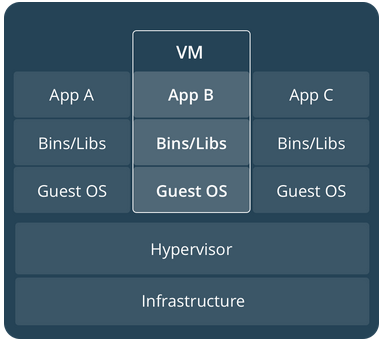 VM
App A App B App C
Bins/Libs Bins/Libs Bins/Libs
Guest OS Guest OS Guest OS
Hypervisor
Infrastructure